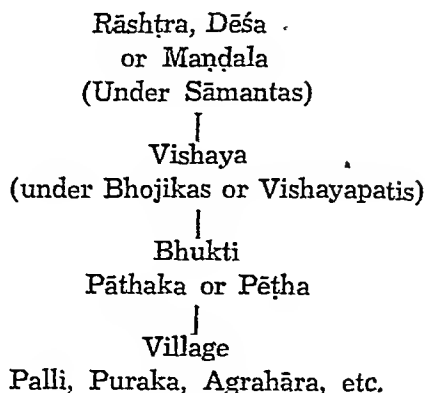 Rāshṭra, Dēśa
or Maṇḍala
(Under Sāmantas)
Vishaya
(under Bhojikas or Vishayapatis)
Bhukti
Pāthaka or Pēṭha
Village
Palli, Puraka, Agrahāra, etc.